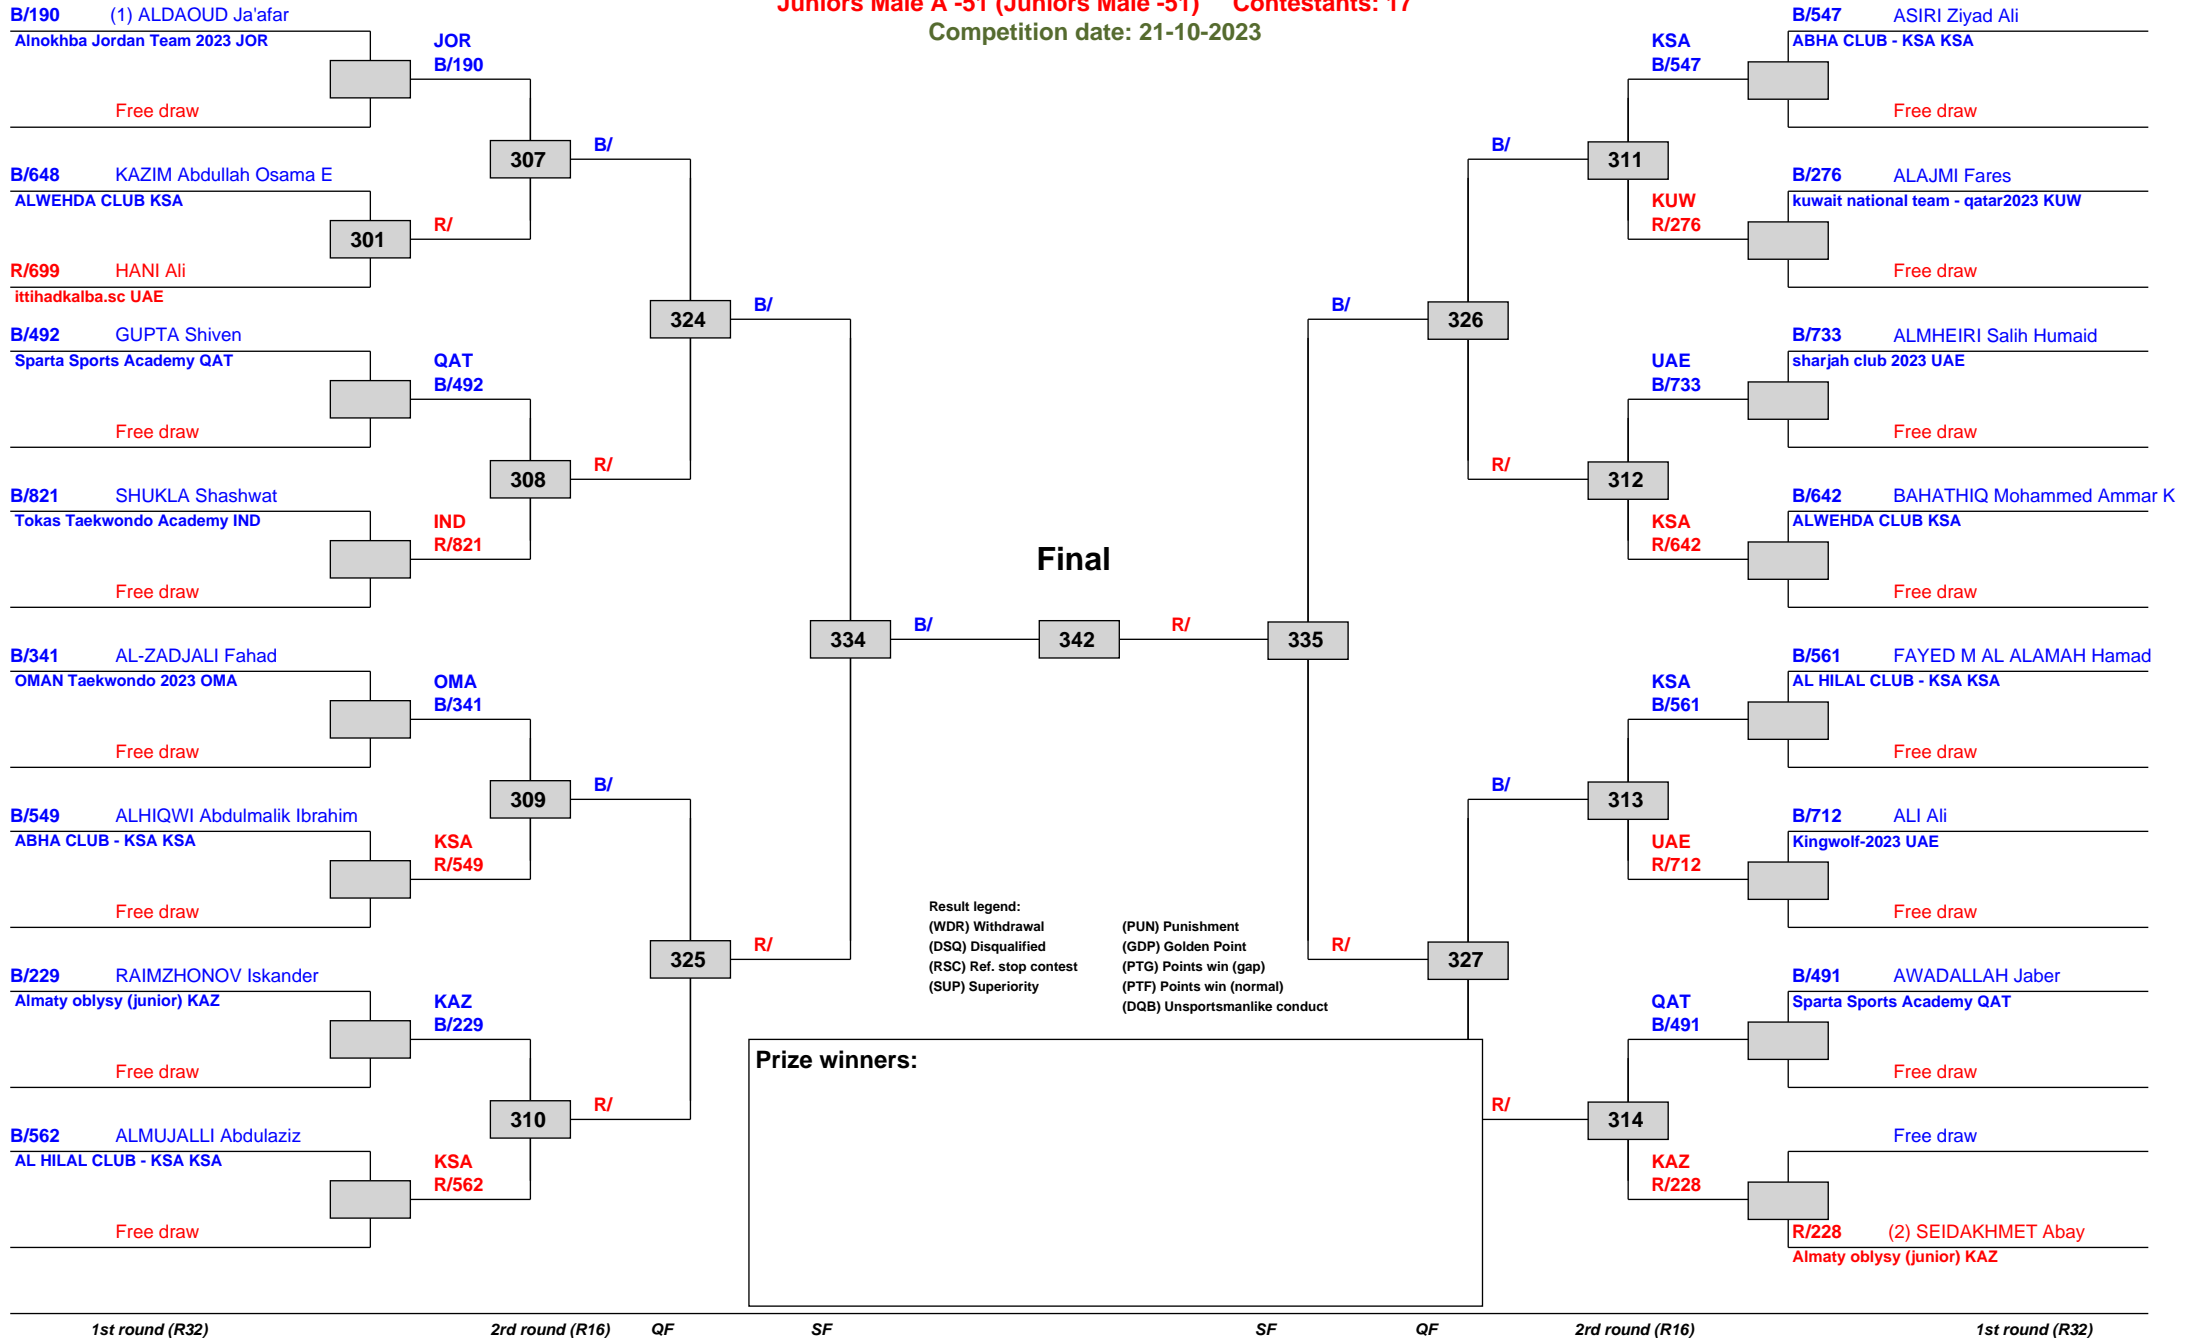 Juniors Male A -51 (Juniors Male -51) Contestants: 17
Competition date: 21-10-2023
B/190 (1) ALDAOUD Ja'afar
Alnokhba Jordan Team 2023 JOR
Free draw
JOR
B/190
B/648 KAZIM Abdullah Osama E
ALWEHDA CLUB KSA
301
R/
R/699 HANI Ali
ittihadkalba.sc UAE
307
B/
B/492 GUPTA Shiven
Sparta Sports Academy QAT
Free draw
QAT
B/492
B/821 SHUKLA Shashwat
Tokas Taekwondo Academy IND
Free draw
IND
R/821
308
R/
324
B/
B/341 AL-ZADJALI Fahad
OMAN Taekwondo 2023 OMA
Free draw
OMA
B/341
B/549 ALHIQWI Abdulmalik Ibrahim
ABHA CLUB - KSA KSA
Free draw
KSA
R/549
309
B/
B/229 RAIMZHONOV Iskander
Almaty oblysy (junior) KAZ
Free draw
KAZ
B/229
B/562 ALMUJALLI Abdulaziz
AL HILAL CLUB - KSA KSA
Free draw
KSA
R/562
310
R/
325
R/
334
B/
Final
342
R/
335
B/547 ASIRI Ziyad Ali
ABHA CLUB - KSA KSA
Free draw
KSA
B/547
B/276 ALAJMI Fares
kuwait national team - qatar2023 KUW
Free draw
KUW
R/276
311
B/
B/733 ALMHEIRI Salih Humaid
sharjah club 2023 UAE
Free draw
UAE
B/733
B/642 BAHATHIQ Mohammed Ammar K
ALWEHDA CLUB KSA
Free draw
KSA
R/642
312
R/
326
B/
B/561 FAYED M AL ALAMAH Hamad
AL HILAL CLUB - KSA KSA
Free draw
KSA
B/561
B/712 ALI Ali
Kingwolf-2023 UAE
Free draw
UAE
R/712
313
B/
B/491 AWADALLAH Jaber
Sparta Sports Academy QAT
Free draw
QAT
B/491
Free draw
R/228 (2) SEIDAKHMET Abay
Almaty oblysy (junior) KAZ
KAZ
R/228
314
R/
327
R/
Result legend:
(WDR) Withdrawal
(DSQ) Disqualified
(RSC) Ref. stop contest
(SUP) Superiority
(PUN) Punishment
(GDP) Golden Point
(PTG) Points win (gap)
(PTF) Points win (normal)
(DQB) Unsportsmanlike conduct
Prize winners:
1st round (R32) 2rd round (R16) QF SF SF QF 2rd round (R16) 1st round (R32)